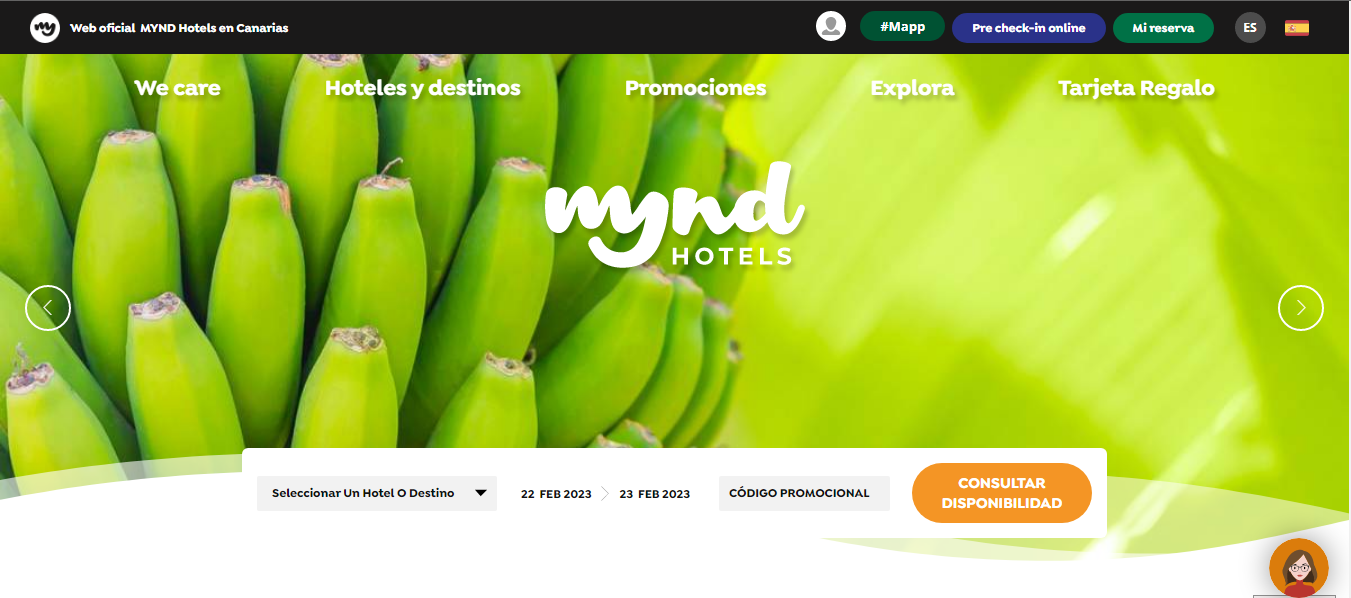 my Web oficial MYND Hotels en Canarias
#Mapp
Pre check-in online
Mi reserva
ES
We care
Hoteles y destinos
Promociones
Explora
Tarjeta Regalo
mynd
HOTELS
Seleccionar Un Hotel O Destino
22 FEB 2023
23 FEB 2023
CÓDIGO PROMOCIONAL
CONSULTAR
DISPONIBILIDAD